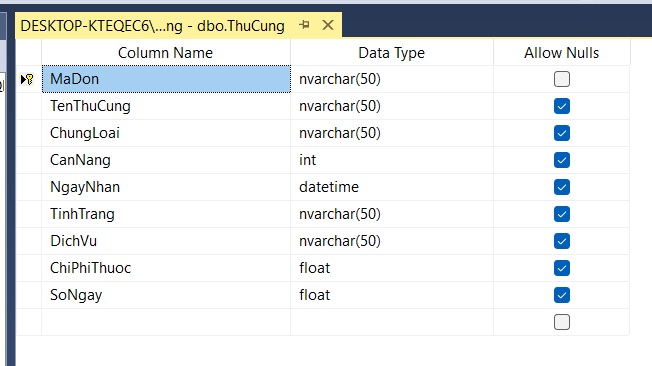 DESKTOP-KTEQEC6\...ng - dbo.ThuCung
Column Name Data Type Allow Nulls
MaDon nvarchar(50)
TenThuCung nvarchar(50)
ChungLoai nvarchar(50)
CanNang int
NgayNhan datetime
TinhTrang nvarchar(50)
DichVu nvarchar(50)
ChiPhiThuoc float
SoNgay float